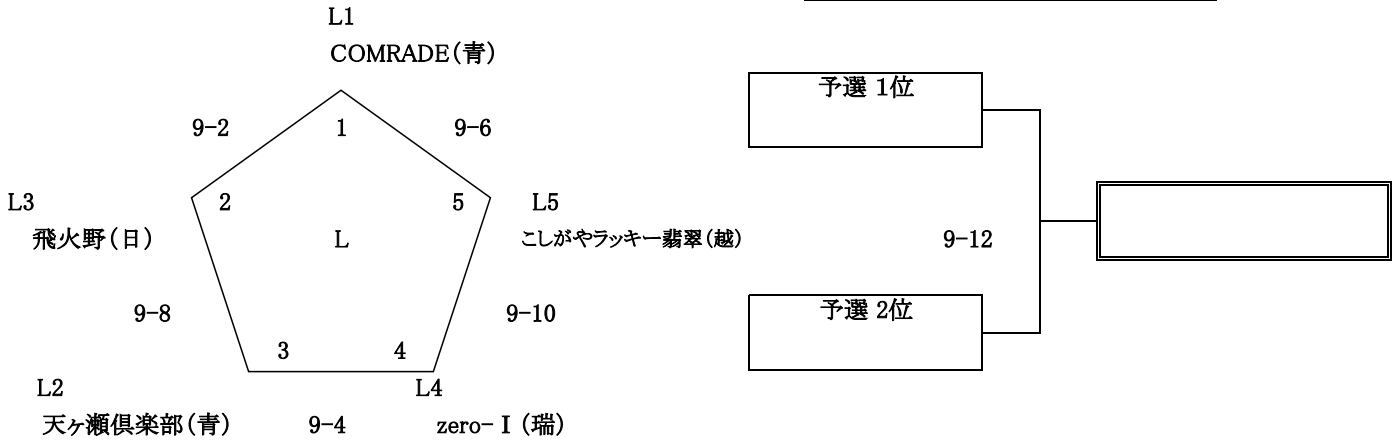 L1
COMRADE(青)
予選 1位
9-2
1
9-6
L3
2
5
L5
飛火野(日)
L
こしがやラッキー翡翠(越)
9-12
9-8
9-10
予選 2位
3
4
L2
L4
天ヶ瀬倶楽部(青)
9-4
zero-Ⅰ(瑞)